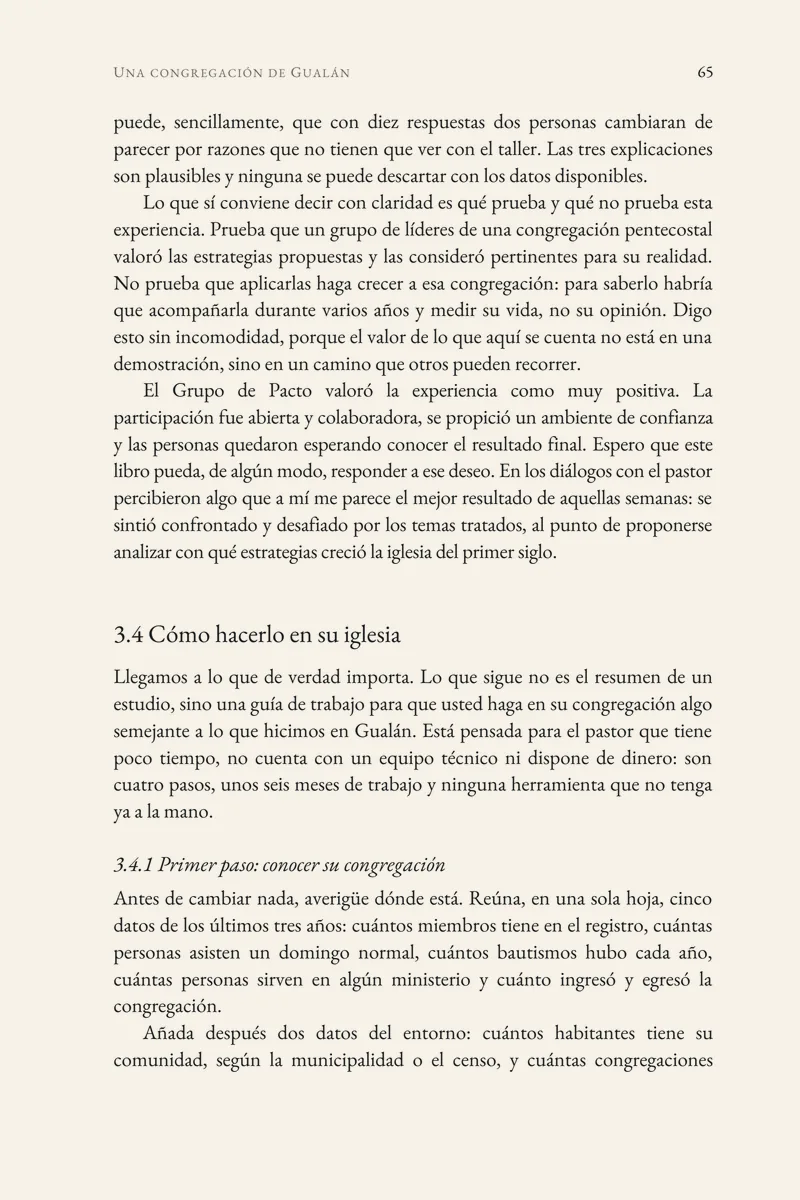 UNA CONGREGACIÓN DE GUALÁN 65
puede, sencillamente, que con diez respuestas dos personas cambiaran de
parecer por razones que no tienen que ver con el taller. Las tres explicaciones
son plausibles y ninguna se puede descartar con los datos disponibles.
Lo que sí conviene decir con claridad es qué prueba y qué no prueba esta
experiencia. Prueba que un grupo de líderes de una congregación pentecostal
valoró las estrategias propuestas y las consideró pertinentes para su realidad.
No prueba que aplicarlas haga crecer a esa congregación: para saberlo habría
que acompañarla durante varios años y medir su vida, no su opinión. Digo
esto sin incomodidad, porque el valor de lo que aquí se cuenta no está en una
demostración, sino en un camino que otros pueden recorrer.
El Grupo de Pacto valoró la experiencia como muy positiva. La
participación fue abierta y colaboradora, se propició un ambiente de confianza
y las personas quedaron esperando conocer el resultado final. Espero que este
libro pueda, de algún modo, responder a ese deseo. En los diálogos con el pastor
percibieron algo que a mí me parece el mejor resultado de aquellas semanas: se
sintió confrontado y desafiado por los temas tratados, al punto de proponerse
analizar con qué estrategias creció la iglesia del primer siglo.
3.4 Cómo hacerlo en su iglesia
Llegamos a lo que de verdad importa. Lo que sigue no es el resumen de un
estudio, sino una guía de trabajo para que usted haga en su congregación algo
semejante a lo que hicimos en Gualán. Está pensada para el pastor que tiene
poco tiempo, no cuenta con un equipo técnico ni dispone de dinero: son
cuatro pasos, unos seis meses de trabajo y ninguna herramienta que no tenga
ya a la mano.
3.4.1 Primer paso: conocer su congregación
Antes de cambiar nada, averigüe dónde está. Reúna, en una sola hoja, cinco
datos de los últimos tres años: cuántos miembros tiene en el registro, cuántas
personas asisten un domingo normal, cuántos bautismos hubo cada año,
cuántas personas sirven en algún ministerio y cuánto ingresó y egresó la
congregación.
Añada después dos datos del entorno: cuántos habitantes tiene su
comunidad, según la municipalidad o el censo, y cuántas congregaciones